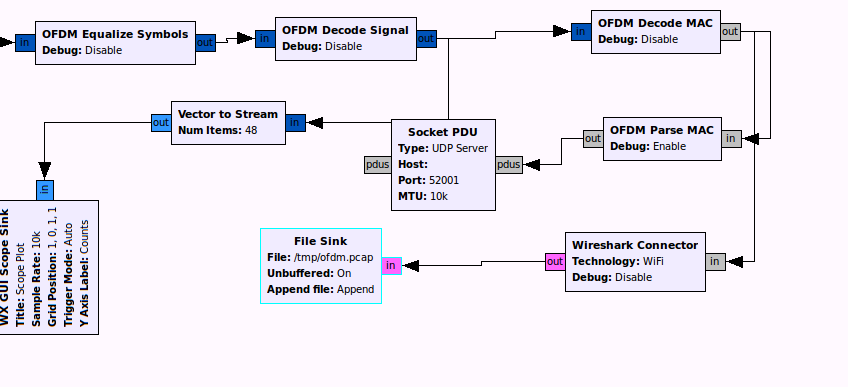 in
OFDM Equalize Symbols
Debug: Disable
out
in
OFDM Decode Signal
Debug: Disable
out
in
OFDM Decode MAC
Debug: Disable
out
out
Vector to Stream
Num Items: 48
in
Socket PDU
Type: UDP Server
Host:
Port: 52001
MTU: 10k
pdus
pdus
out
OFDM Parse MAC
Debug: Enable
in
in
WX GUI Scope Sink
Title: Scope Plot
Sample Rate: 10k
Grid Position: 1, 0, 1, 1
Trigger Mode: Auto
Y Axis Label: Counts
File Sink
File: /tmp/ofdm.pcap
Unbuffered: On
Append file: Append
in
out
Wireshark Connector
Technology: WiFi
Debug: Disable
in